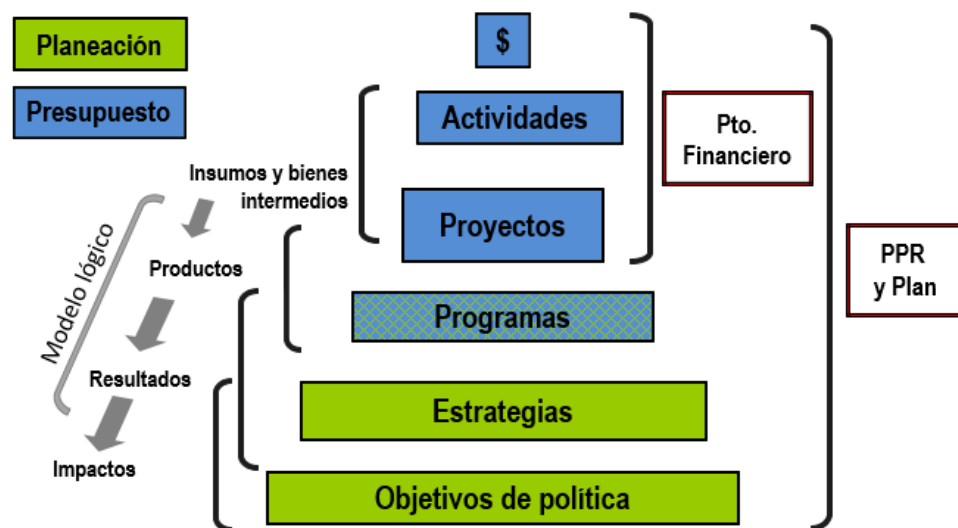 Planeación
Presupuesto
$
Actividades
Proyectos
Programas
Estrategias
Objetivos de política
Insumos y bienes
intermedios
Productos
Resultados
Impactos
Modelo lógico
Pto.
Financiero
PPR
y Plan